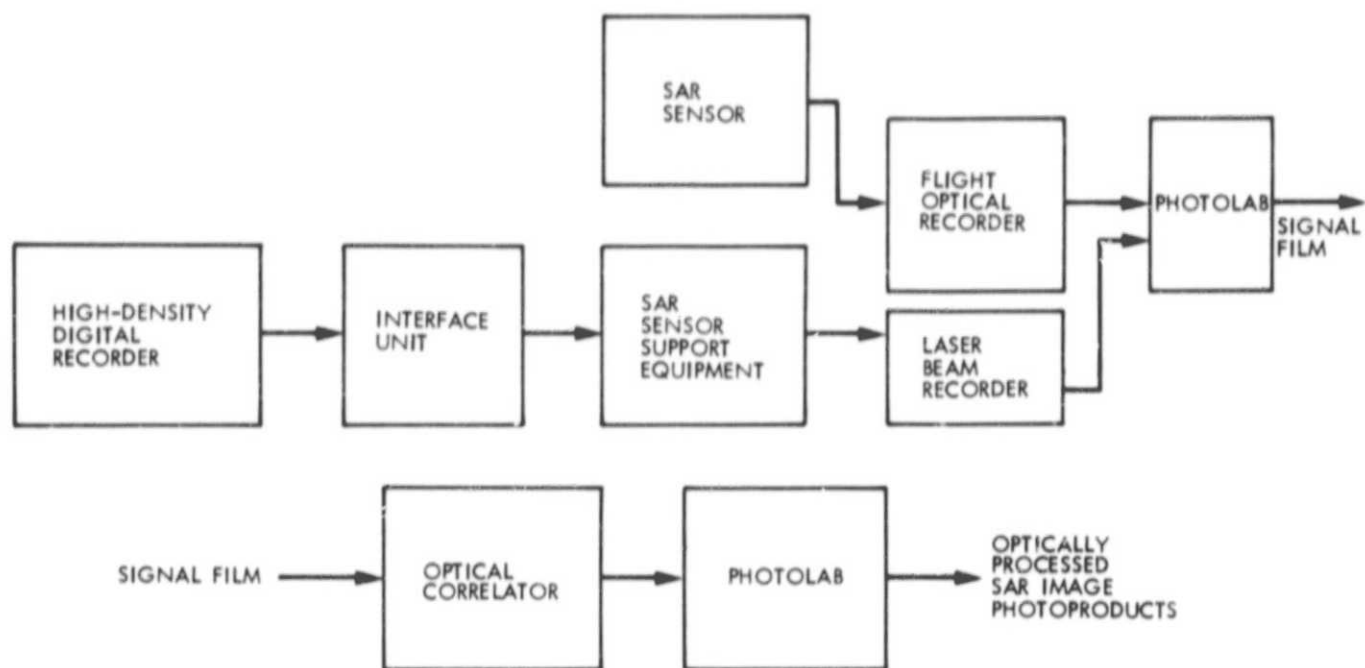 SAR
SENSOR
FLIGHT
OPTICAL
RECORDER
PHOTOLAB
SIGNAL
FILM
HIGH-DENSITY
DIGITAL
RECORDER
INTERFACE
UNIT
SAR
SENSOR
SUPPORT
EQUIPMENT
LASER
BEAM
RECORDER
SIGNAL FILM
OPTICAL
CORRELATOR
PHOTOLAB
OPTICALLY
PROCESSED
SAR IMAGE
PHOTOPRODUCTS